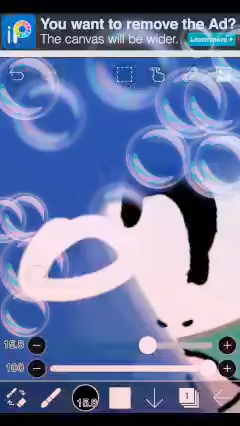 iP
You want to remove the Ad?
The canvas will be wider.
Learn more
15.9
100
15.9
1